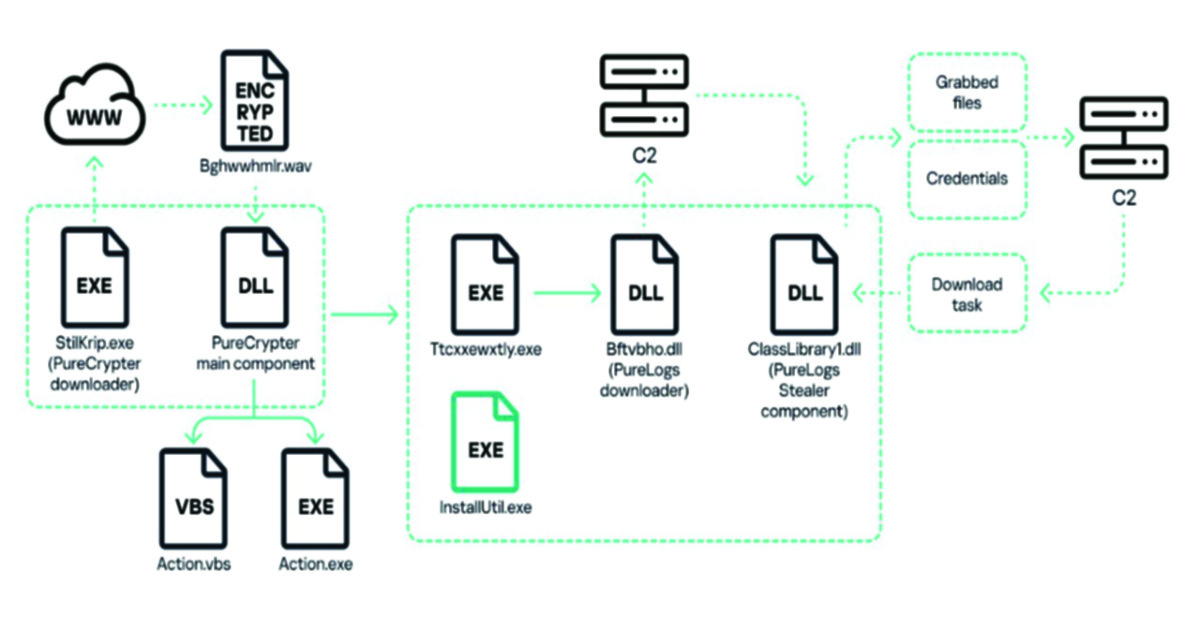 WWW
ENC
RYP
TED
Bghwwhmlr.wav
EXE
StilKrip.exe
(PureCrypter
downloader)
DLL
PureCrypter
main component
VBS
Action.vbs
EXE
Action.exe
C2
EXE
Ttcxxewxtly.exe
DLL
Bftvbho.dll
(PureLogs
downloader)
DLL
ClassLibrary1.dll
(PureLogs
Stealer
component)
EXE
InstallUtil.exe
Grabbed
files
Credentials
C2
Download
task